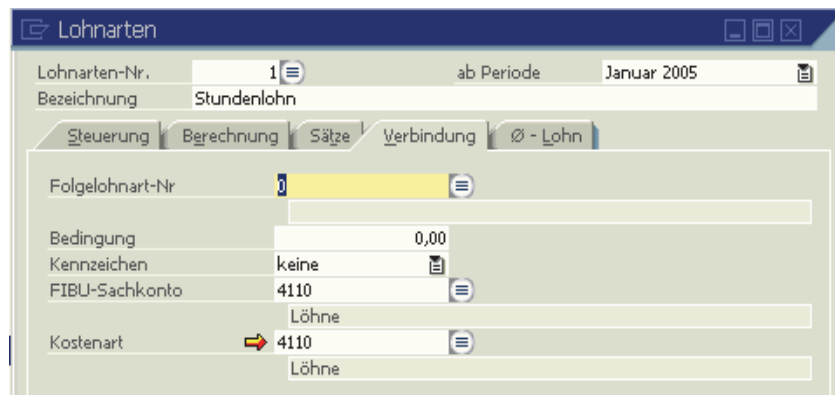 Lohnarten
Lohnarten-Nr. 1 ab Periode Januar 2005
Bezeichnung Stundenlohn
Steuerung Berechnung Sätze Verbindung Ø - Lohn
Folgelohnart-Nr 0
Bedingung 0,00
Kennzeichen keine
FIBU-Sachkonto 4110
Löhne
Kostenart 4110
Löhne